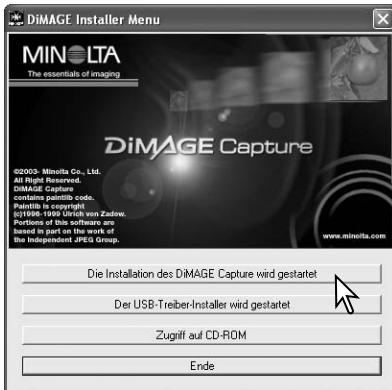 DiMAGE Installer Menu
MINOLTA
The essentials of imaging
DiMAGE Capture
©2003- Minolta Co., Ltd.
All Right Reserved.
DiMAGE Capture
contains paintlib code.
Paintlib is copyright
(c)1996-1999 Ulrich von Zadow.
Portions of this software are
based in part on the work of
the Independent JPEG Group.
www.minolta.com
Die Installation des DiMAGE Capture wird gestartet
Der USB-Treiber-Installer wird gestartet
Zugriff auf CD-ROM
Ende